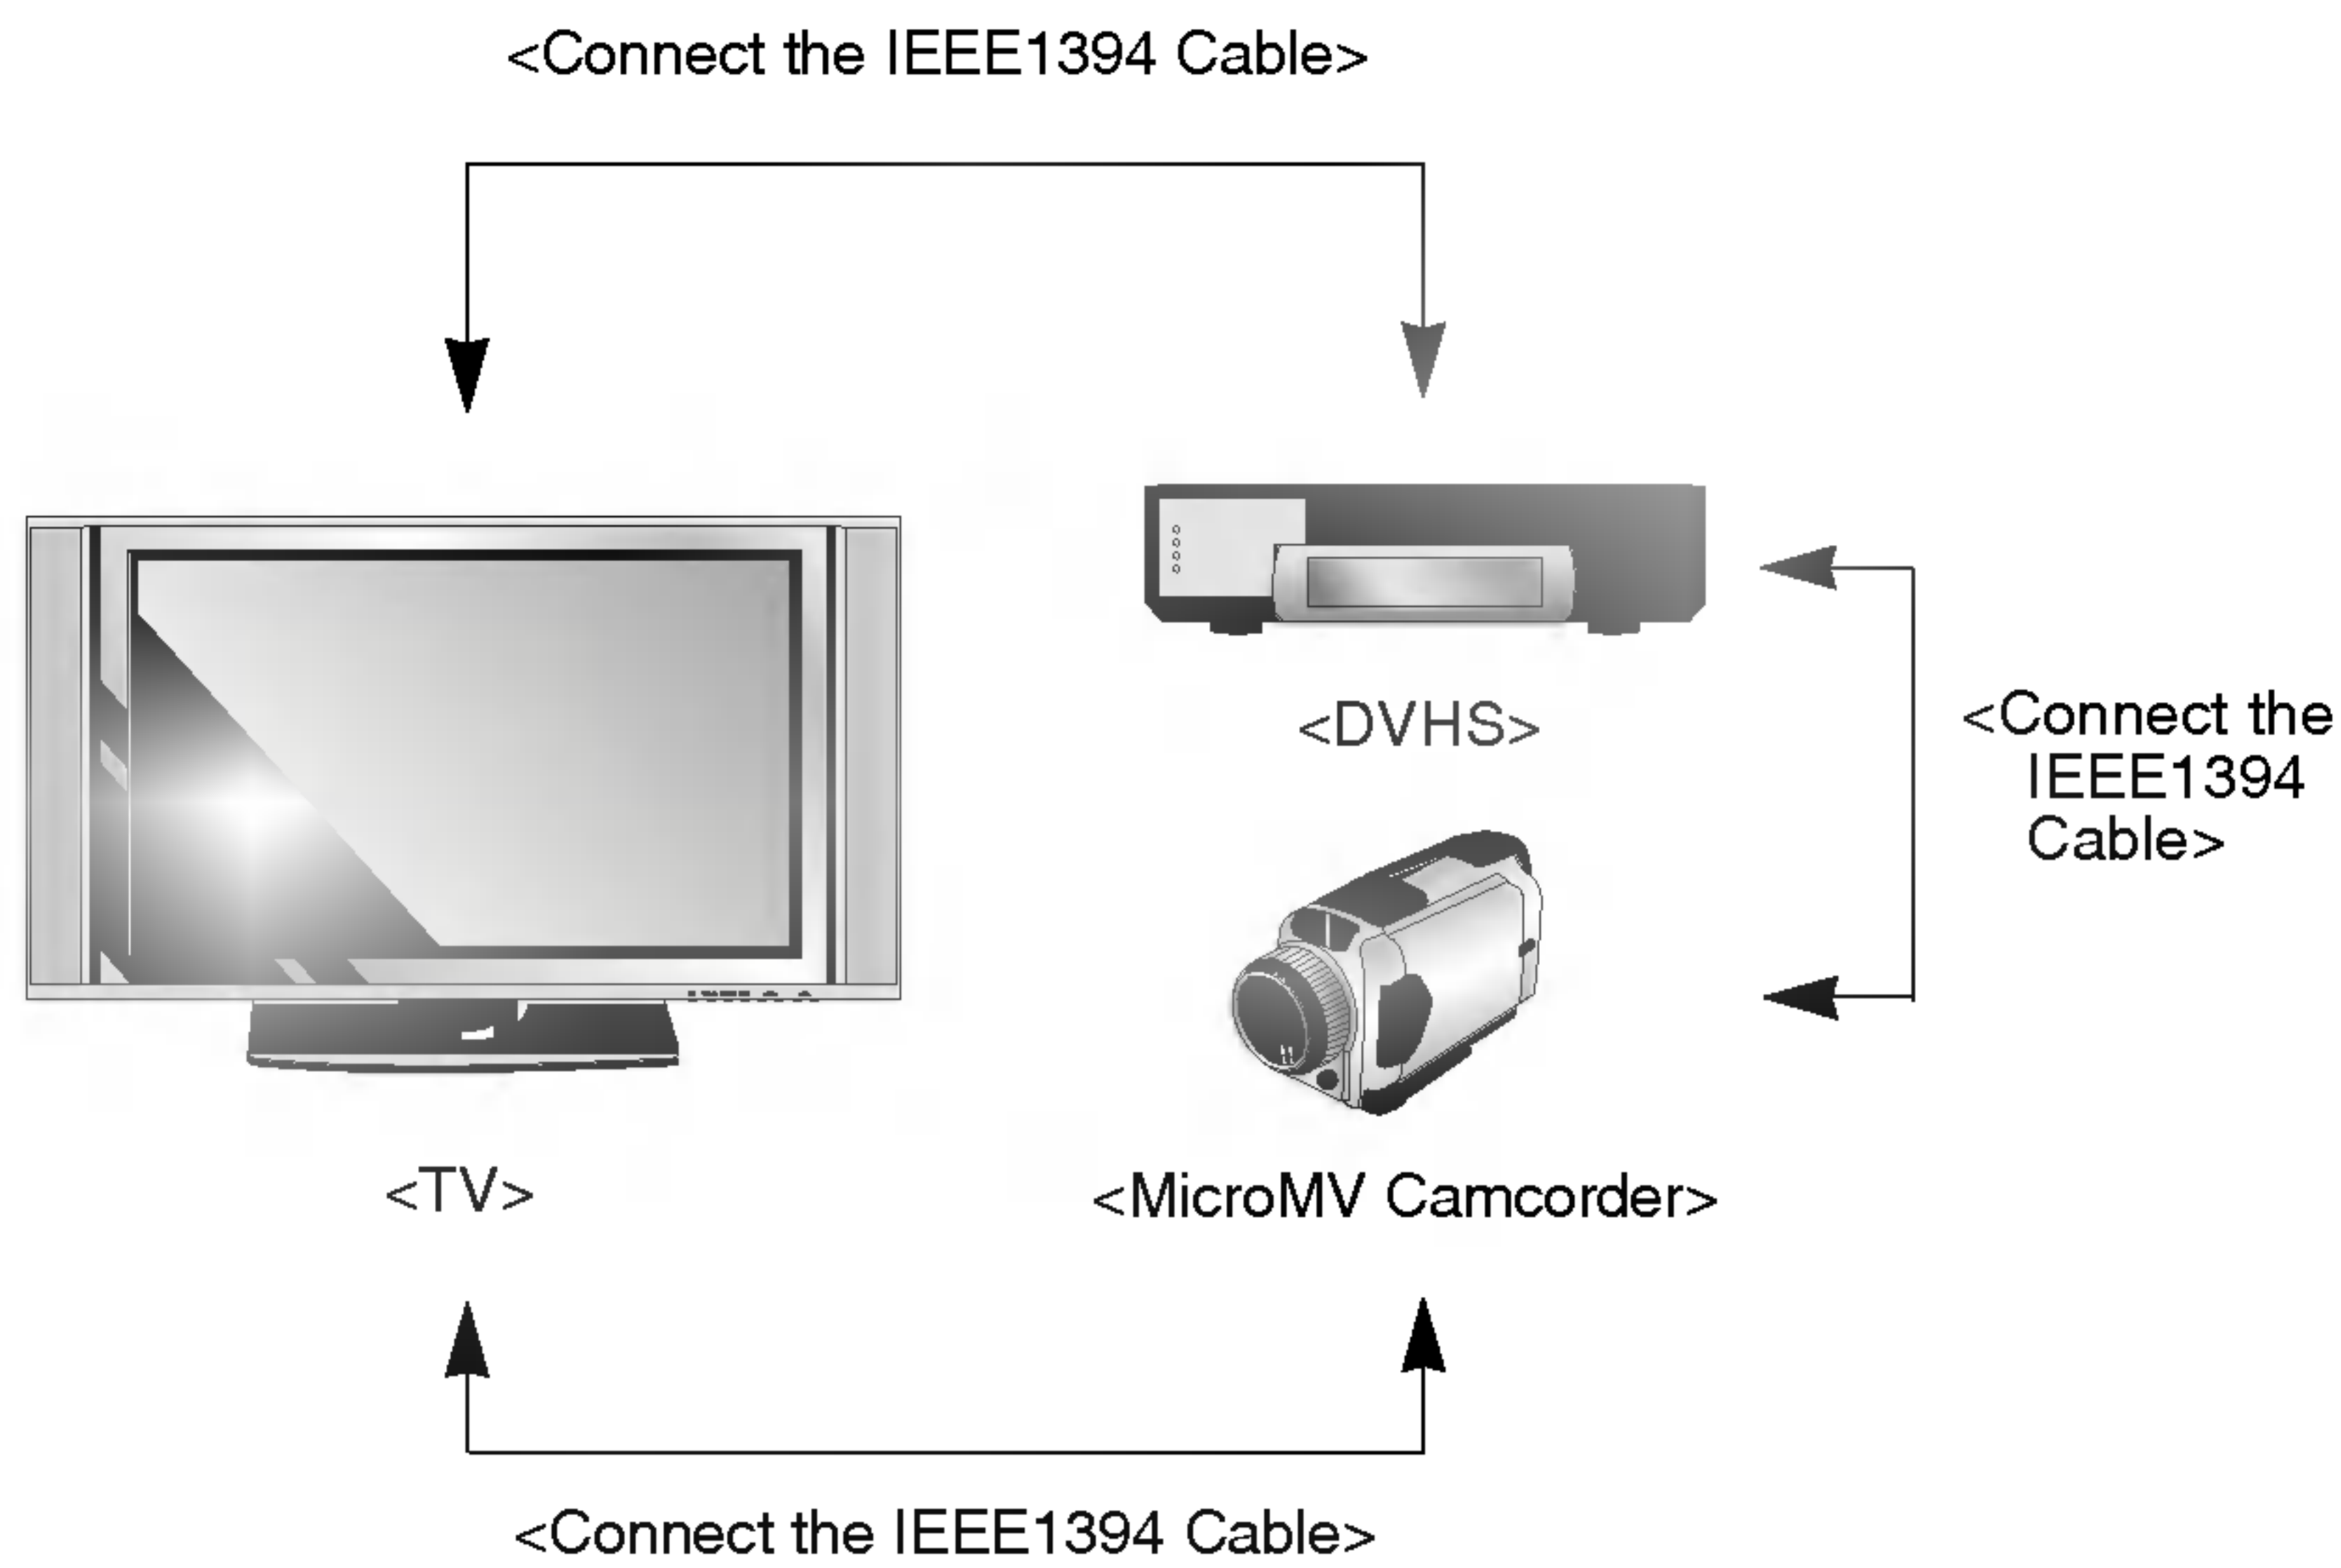 <Connect the IEEE1394 Cable>
<DVHS>
<Connect the
IEEE1394
Cable>
<TV>
<MicroMV Camcorder>
<Connect the IEEE1394 Cable>